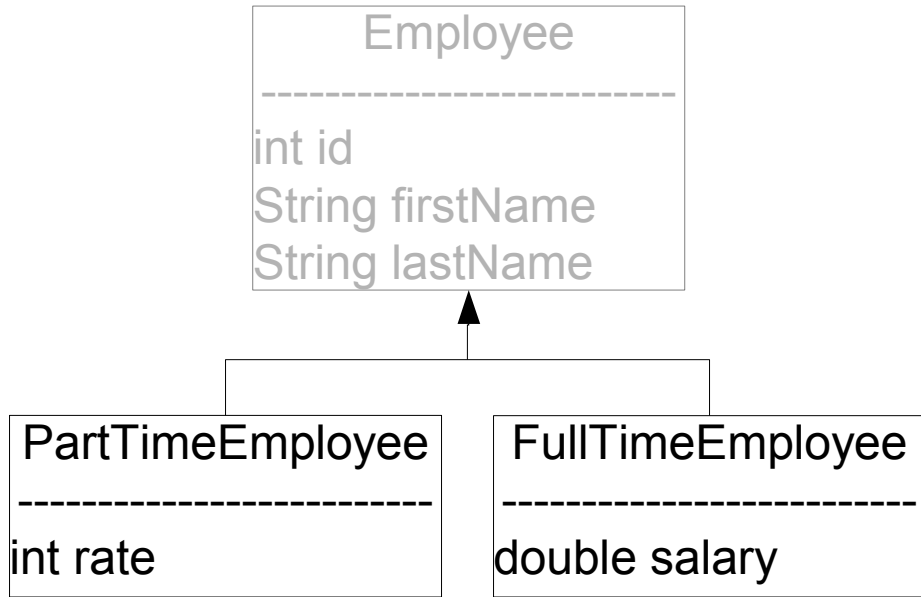 Employee
--------------------------
int id
String firstName
String lastName
PartTimeEmployee
--------------------------
int rate
FullTimeEmployee
--------------------------
double salary